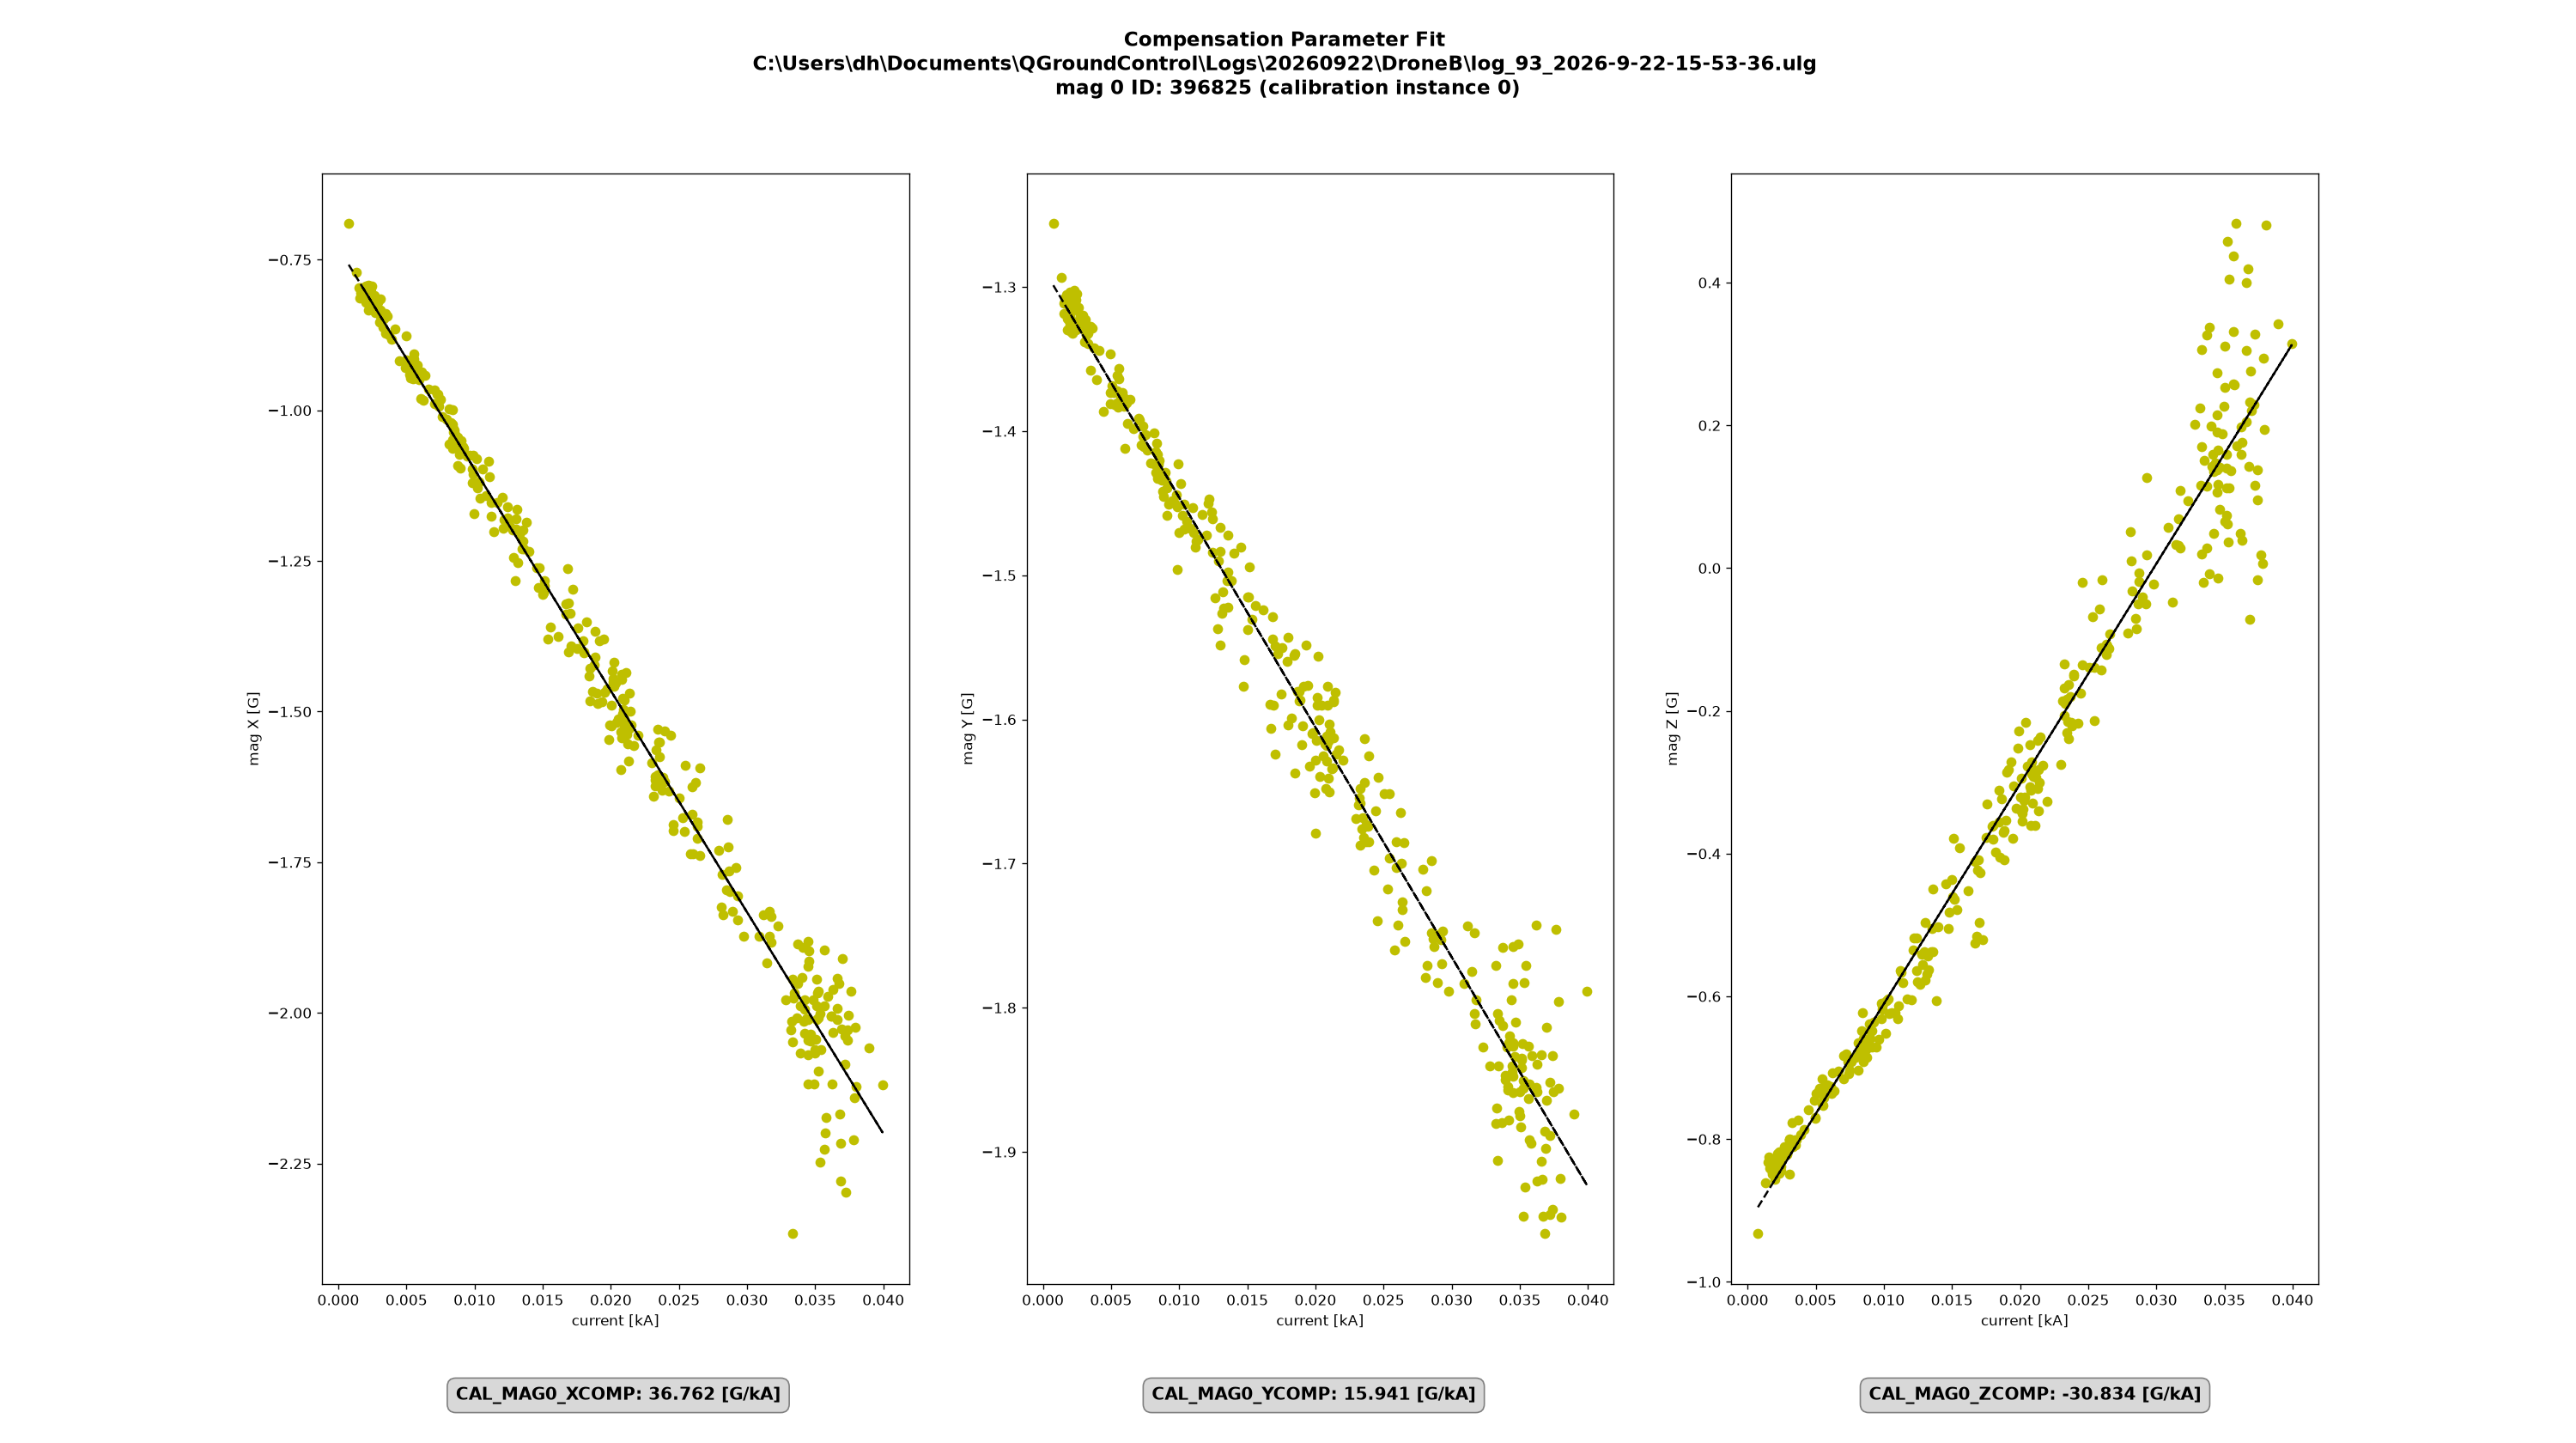 Compensation Parameter Fit
C:\Users\dh\Documents\QGroundControl\Logs\20260922\DroneB\log_93_2026-9-22-15-53-36.ulg
mag 0 ID: 396825 (calibration instance 0)
mag X [G]
−0.75
−1.00
−1.25
−1.50
−1.75
−2.00
−2.25
0.000 0.005 0.010 0.015 0.020 0.025 0.030 0.035 0.040
current [kA]
CAL_MAG0_XCOMP: 36.762 [G/kA]
mag Y [G]
−1.3
−1.4
−1.5
−1.6
−1.7
−1.8
−1.9
0.000 0.005 0.010 0.015 0.020 0.025 0.030 0.035 0.040
current [kA]
CAL_MAG0_YCOMP: 15.941 [G/kA]
mag Z [G]
0.4
0.2
0.0
−0.2
−0.4
−0.6
−0.8
−1.0
0.000 0.005 0.010 0.015 0.020 0.025 0.030 0.035 0.040
current [kA]
CAL_MAG0_ZCOMP: -30.834 [G/kA]